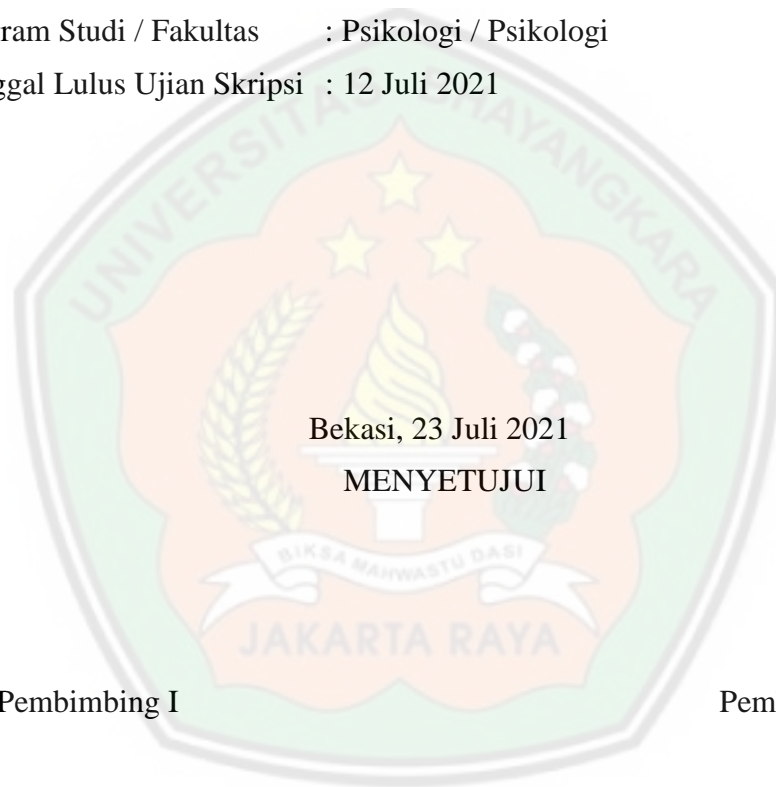 ram Studi / Fakultas : Psikologi / Psikologi
ggal Lulus Ujian Skripsi : 12 Juli 2021
UNIVERSITAS BHAYANGKARA
Bekasi, 23 Juli 2021
MENYETUJUI
BIKSA MAHWASTU DASI
JAKARTA RAYA
Pembimbing I Pem